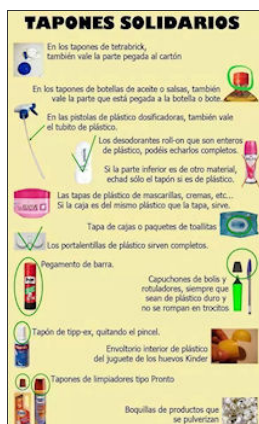 TAPONES SOLIDARIOS
En los tapones de tetrabrick,
también vale la parte pegada al cartón
En los tapones de botellas de aceite o salsas, también
vale la parte que está pegada a la botella o bote.
En las pistolas de plástico dosificadoras, también vale
el tubito de plástico.
Los desodorantes roll-on que son enteros
de plástico, podéis echarlos completos.
Si la parte inferior es de otro material,
echad sólo el tapón si es de plástico.
Las tapas de plástico de mascarillas, cremas, etc...
Si la caja es del mismo plástico que la tapa, sirve.
Tapa de cajas o paquetes de toallitas
Los portalentillas de plástico sirven completos.
Pegamento de barra.
Capuchones de bolis y
rotuladores, siempre que
sean de plástico duro y
no se rompan en trocitos
Tapón de tipp-ex, quitando el pincel.
Envoltorio interior de plástico
del juguete de los huevos Kinder
Tapones de limpiadores tipo Pronto
Boquillas de productos que
se pulverizan